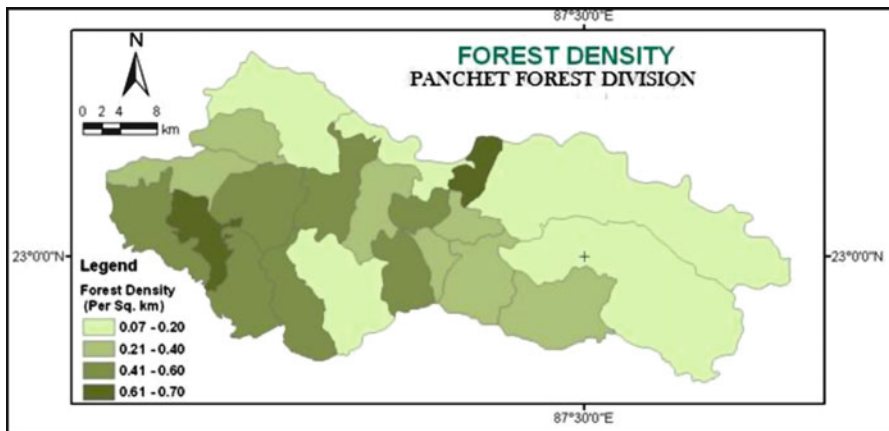 87°30'0"E
N
FOREST DENSITY
PANCHET FOREST DIVISION
0 2 4 8
km
23°0'0"N
23°0'0"N
Legend
Forest Density
(Per Sq. km)
0.07 - 0.20
0.21 - 0.40
0.41 - 0.60
0.61 - 0.70
87°30'0"E